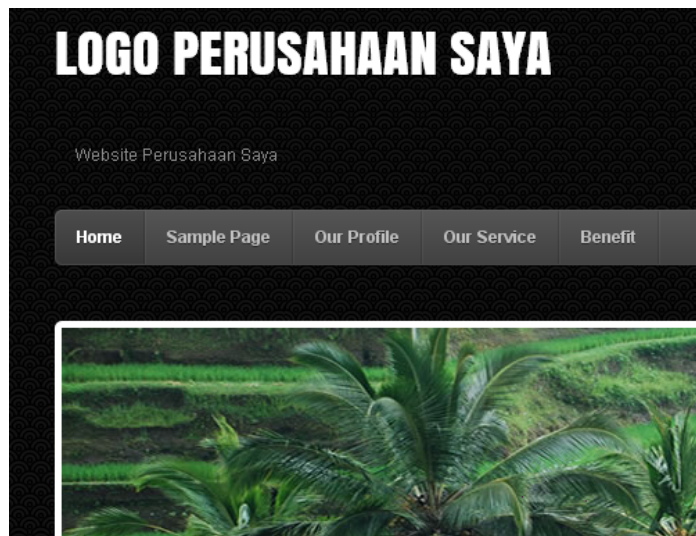 LOGO PERUSAHAAN SAYA
Website Perusahaan Saya
Home Sample Page Our Profile Our Service Benefit